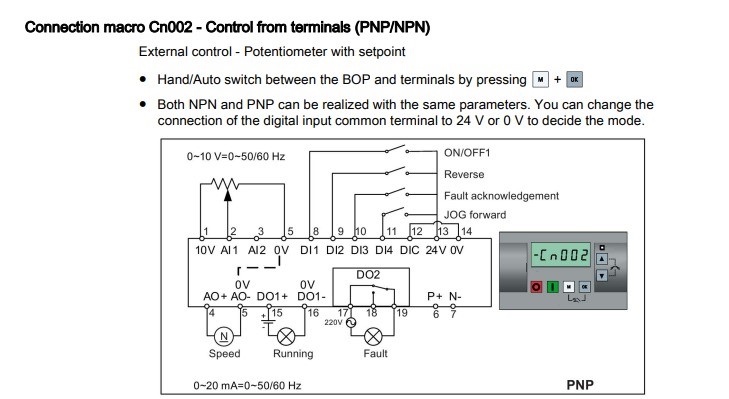 Connection macro Cn002 - Control from terminals (PNP/NPN)
External control - Potentiometer with setpoint
• Hand/Auto switch between the BOP and terminals by pressing M + OK
• Both NPN and PNP can be realized with the same parameters. You can change the
connection of the digital input common terminal to 24 V or 0 V to decide the mode.
0~10 V=0~50/60 Hz
ON/OFF1
Reverse
Fault acknowledgement
JOG forward
1 2 3 5 8 9 10 11 12 13 14
10V AI1 AI2 0V DI1 DI2 DI3 DI4 DIC 24V 0V
-Cn002
M OK
DO2
0V 0V
AO+ AO- DO1+ DO1- P+ N-
4 5 15 16 17 18 19 6 7
+
-
220V
N
Speed Running Fault
0~20 mA=0~50/60 Hz
PNP